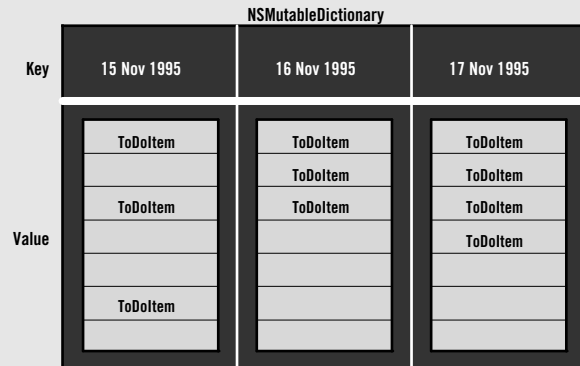 NSMutableDictionary
Key 15 Nov 1995 16 Nov 1995 17 Nov 1995
ToDoItem ToDoItem ToDoItem
ToDoItem ToDoItem
ToDoItem ToDoItem ToDoItem
Value ToDoItem
ToDoItem